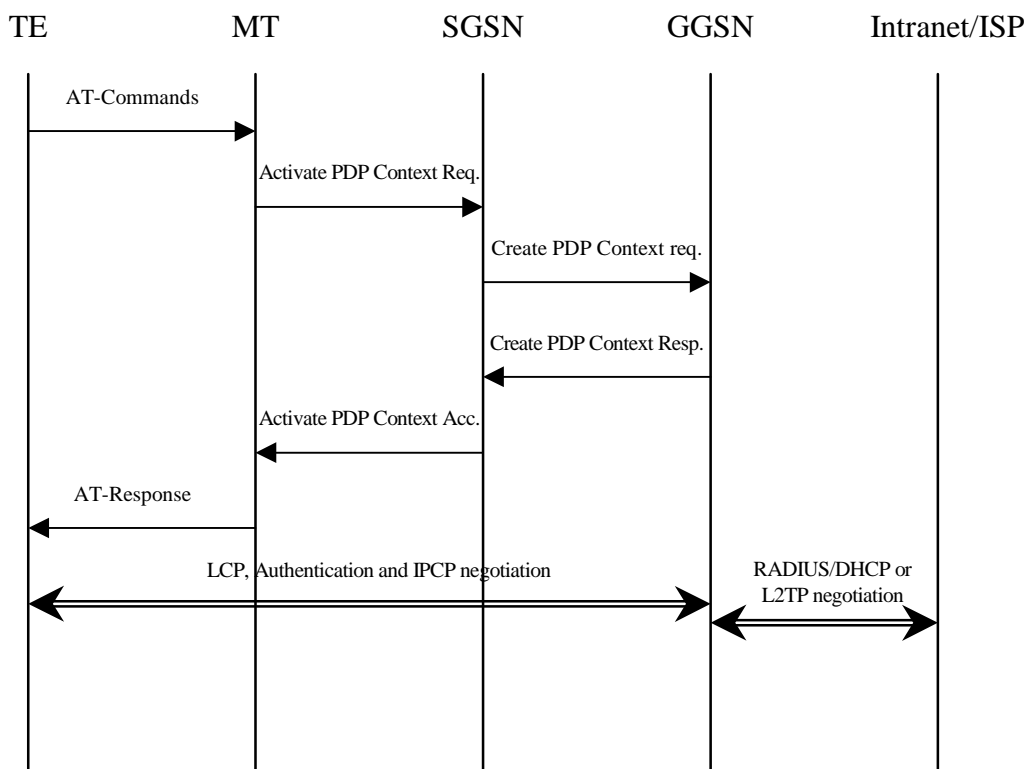 TE MT SGSN GGSN Intranet/ISP
AT-Commands
Activate PDP Context Req.
Create PDP Context req.
Create PDP Context Resp.
Activate PDP Context Acc.
AT-Response
LCP, Authentication and IPCP negotiation
RADIUS/DHCP or
L2TP negotiation